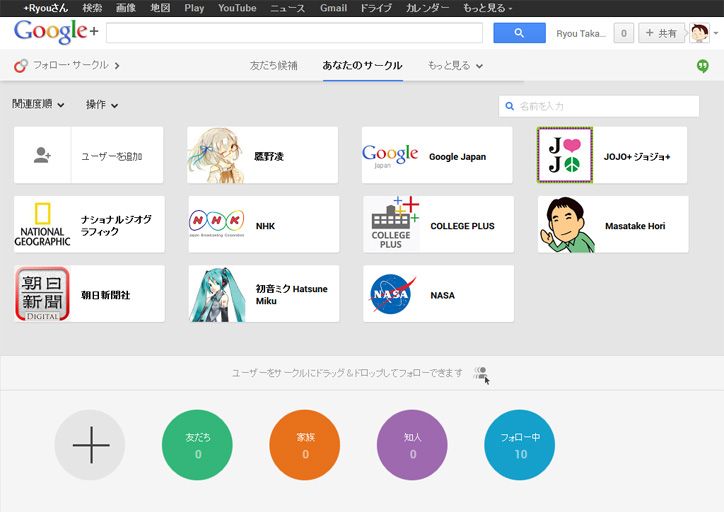 +Ryouさん 検索 画像 地図 Play YouTube ニュース Gmail ドライブ カレンダー もっと見る
Google+
Ryou Taka... 0 + 共有
フォロー・サークル 友だち候補 あなたのサークル もっと見る
関連度順 操作 名前を入力
ユーザーを追加
鷹野凌
Google
Japan
Google Japan
JOJO
JOJO+ ジョジョ+
NATIONAL
GEOGRAPHIC
ナショナルジオグ
ラフィック
NHK
Japan Broadcasting Corporation
NHK
COLLEGE
PLUS
COLLEGE PLUS
Masatake Hori
朝日
新聞
DIGITAL
朝日新聞社
初音ミク Hatsune
Miku
NASA
NASA
ユーザーをサークルにドラッグ＆ドロップしてフォローできます
友だち
0
家族
0
知人
0
フォロー中
10